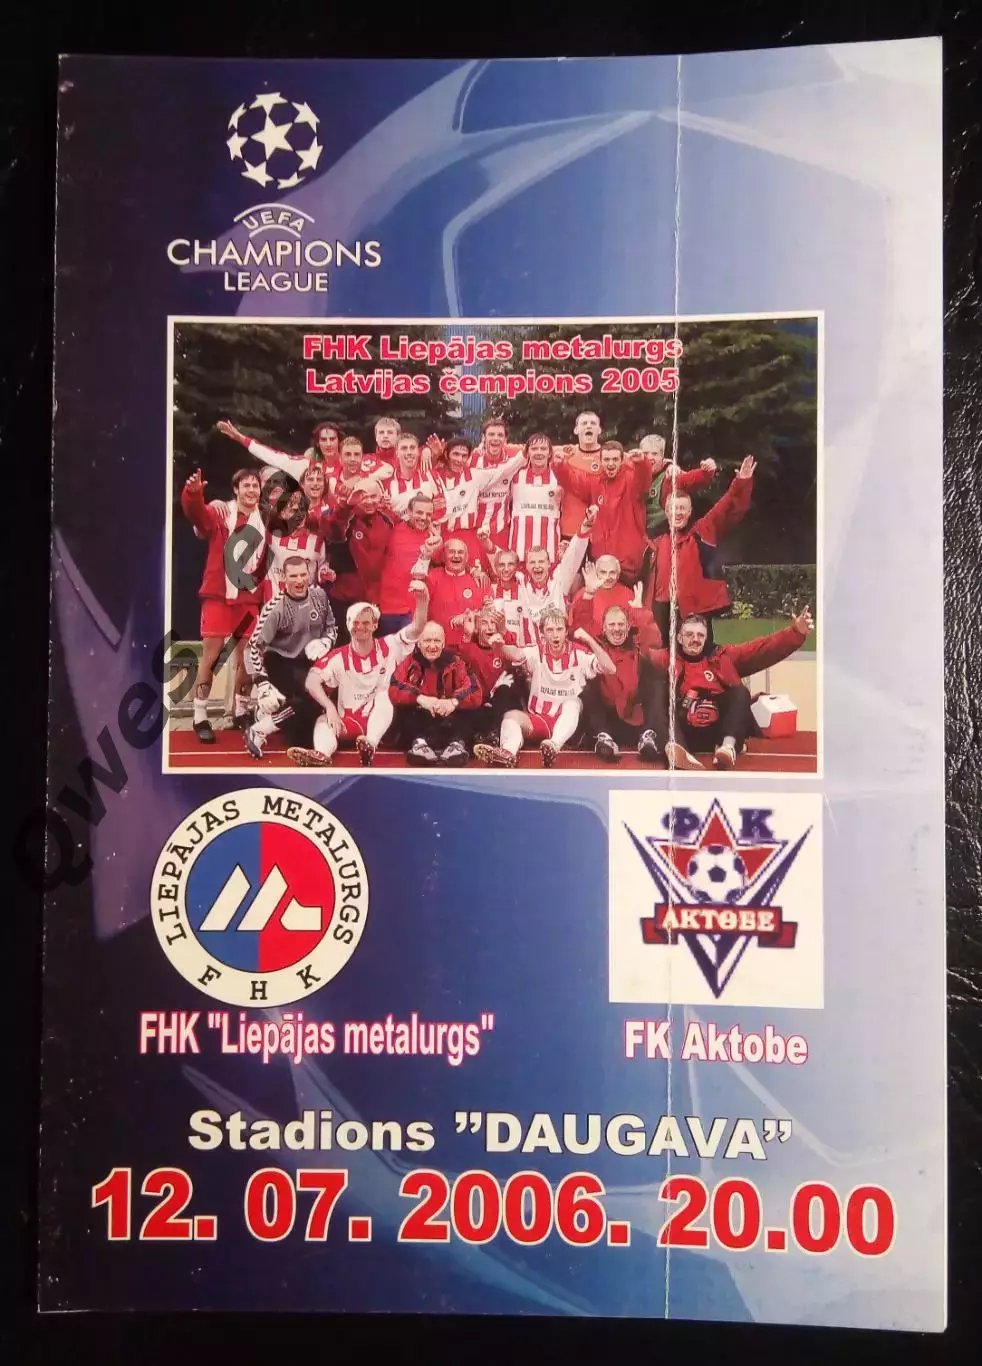 UEFA
CHAMPIONS
LEAGUE
FHK Liepājas metalurgs
Latvijas čempions 2005
LIEPĀJAS METALURGS
FHK
ФК
АКТӨБЕ
FHK "Liepājas metalurgs"
FK Aktobe
Stadions ”DAUGAVA”
12. 07. 2006. 20.00